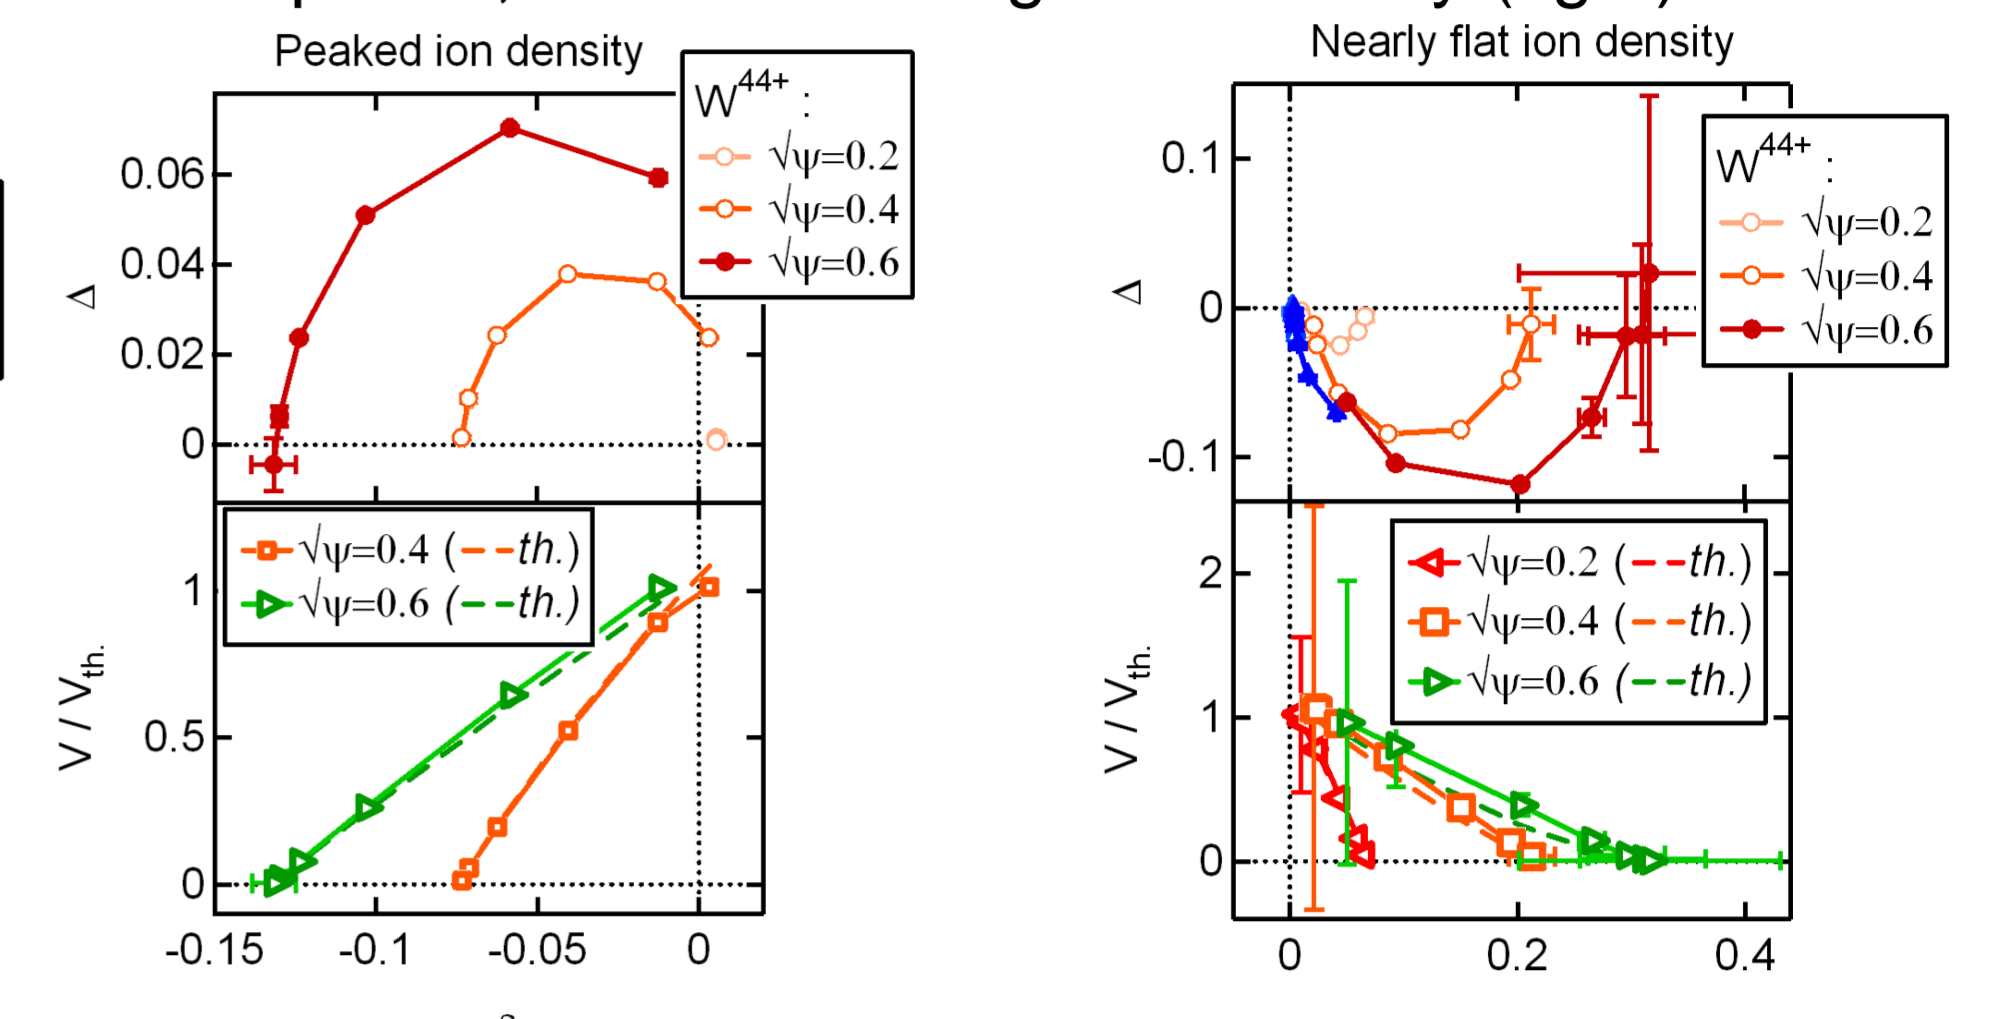 Peaked ion density
W44+ :
√ψ=0.2
√ψ=0.4
√ψ=0.6
0.06
0.04
0.02
0
Δ
√ψ=0.4 (– –th.)
√ψ=0.6 (– –th.)
1
0.5
0
V / Vth.
-0.15 -0.1 -0.05 0
Nearly flat ion density
W44+ :
√ψ=0.2
√ψ=0.4
√ψ=0.6
0.1
0
-0.1
Δ
√ψ=0.2 (– –th.)
√ψ=0.4 (– –th.)
√ψ=0.6 (– –th.)
2
1
0
V / Vth.
0 0.2 0.4